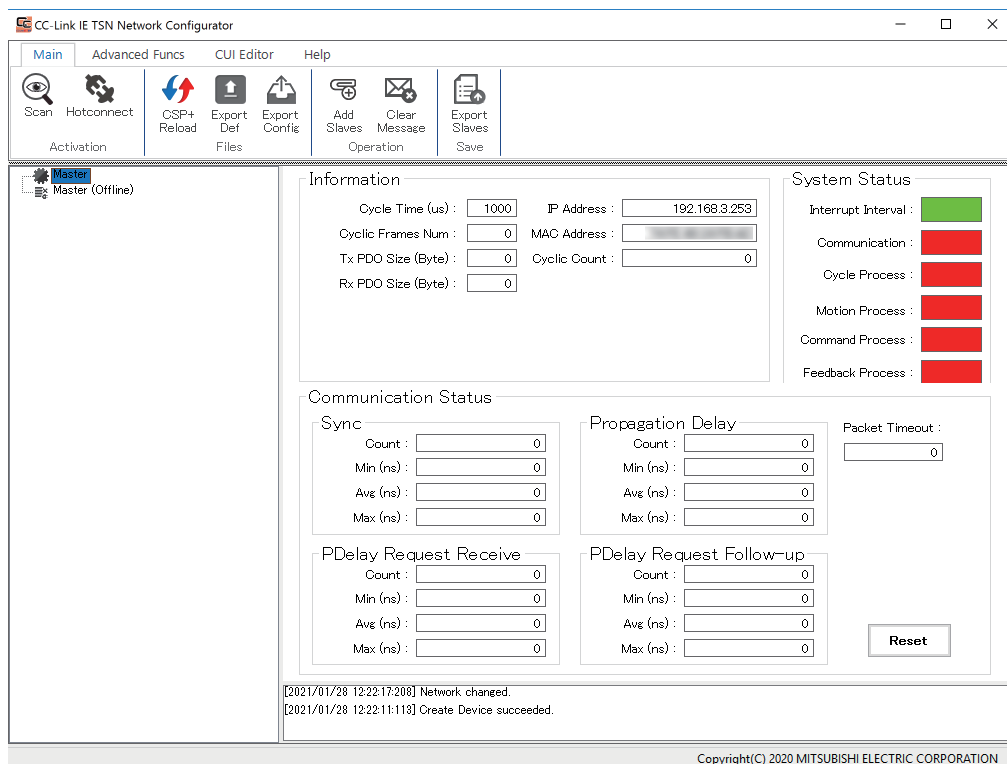 CC-Link IE TSN Network Configurator
Main Advanced Funcs CUI Editor Help
Scan Hotconnect CSP+ Reload Export Def Export Config Add Slaves Clear Message Export Slaves
Activation Files Operation Save
Master
Master (Offline)
Information
Cycle Time (us) : 1000 IP Address : 192.168.3.253
Cyclic Frames Num : 0 MAC Address :
Tx PDO Size (Byte) : 0 Cyclic Count : 0
Rx PDO Size (Byte) : 0
System Status
Interrupt Interval :
Communication :
Cycle Process :
Motion Process :
Command Process :
Feedback Process :
Communication Status
Sync
Count : 0
Min (ns) : 0
Avg (ns) : 0
Max (ns) : 0
Propagation Delay
Count : 0
Min (ns) : 0
Avg (ns) : 0
Max (ns) : 0
Packet Timeout :
0
PDelay Request Receive
Count : 0
Min (ns) : 0
Avg (ns) : 0
Max (ns) : 0
PDelay Request Follow-up
Count : 0
Min (ns) : 0
Avg (ns) : 0
Max (ns) : 0
Reset
[2021/01/28 12:22:17:208] Network changed.
[2021/01/28 12:22:11:113] Create Device succeeded.
Copyright(C) 2020 MITSUBISHI ELECTRIC CORPORATION